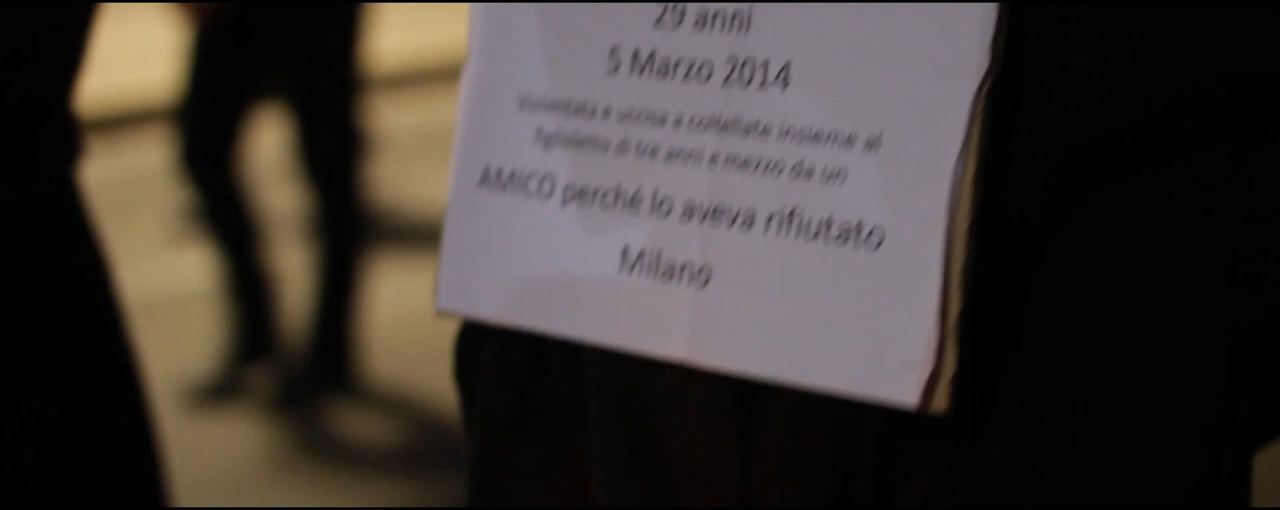 29 anni
5 Marzo 2014
Violentata e uccisa a coltellate insieme al
figlioletto di tre anni e mezzo da un
AMICO perché lo aveva rifiutato
Milano